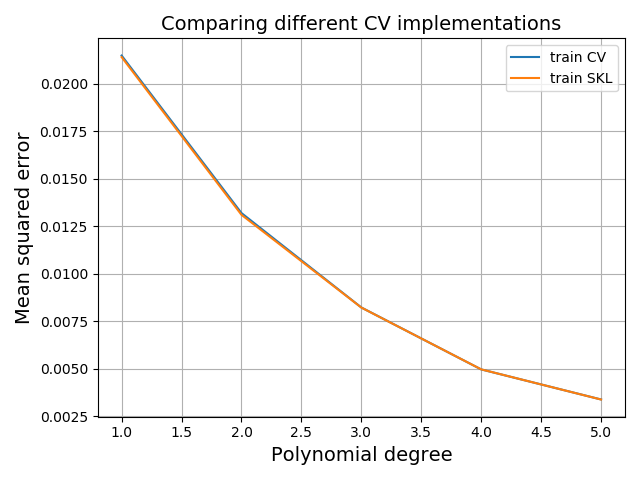 Comparing different CV implementations
train CV
train SKL
Mean squared error
0.0200
0.0175
0.0150
0.0125
0.0100
0.0075
0.0050
0.0025
1.0 1.5 2.0 2.5 3.0 3.5 4.0 4.5 5.0
Polynomial degree